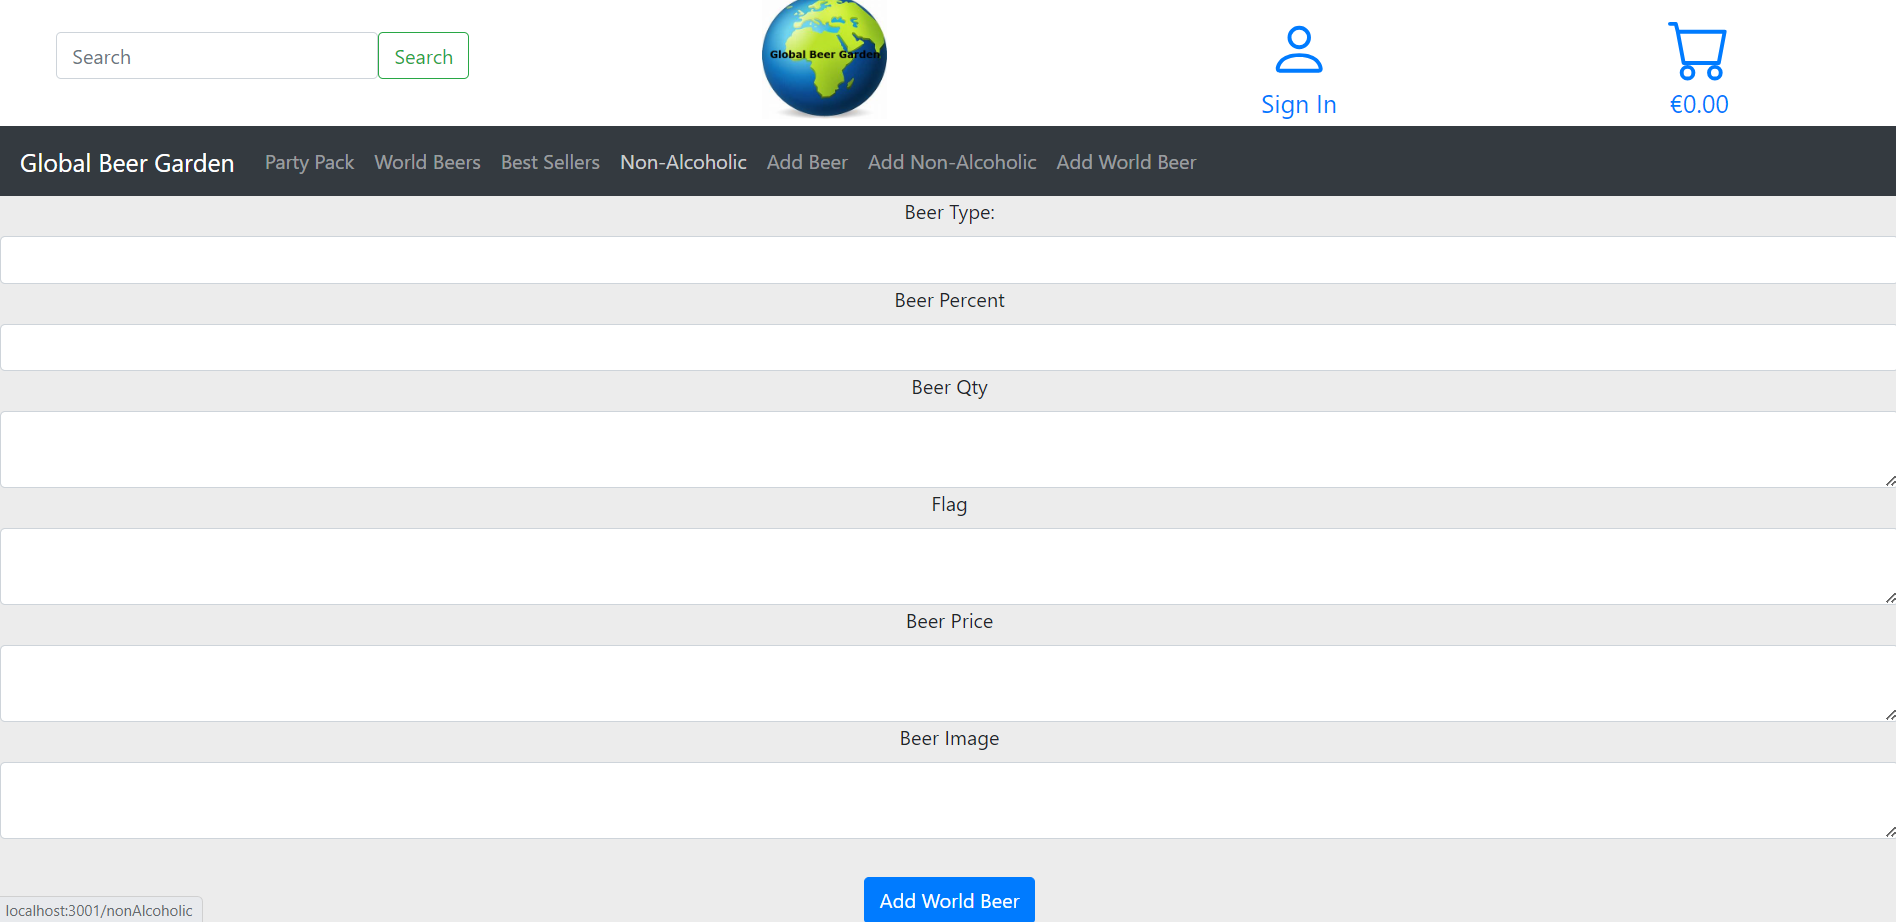 Search Search
Global Beer Garden
Sign In
€0.00
Global Beer Garden Party Pack World Beers Best Sellers Non-Alcoholic Add Beer Add Non-Alcoholic Add World Beer
Beer Type:
Beer Percent
Beer Qty
Flag
Beer Price
Beer Image
Add World Beer
localhost:3001/nonAlcoholic